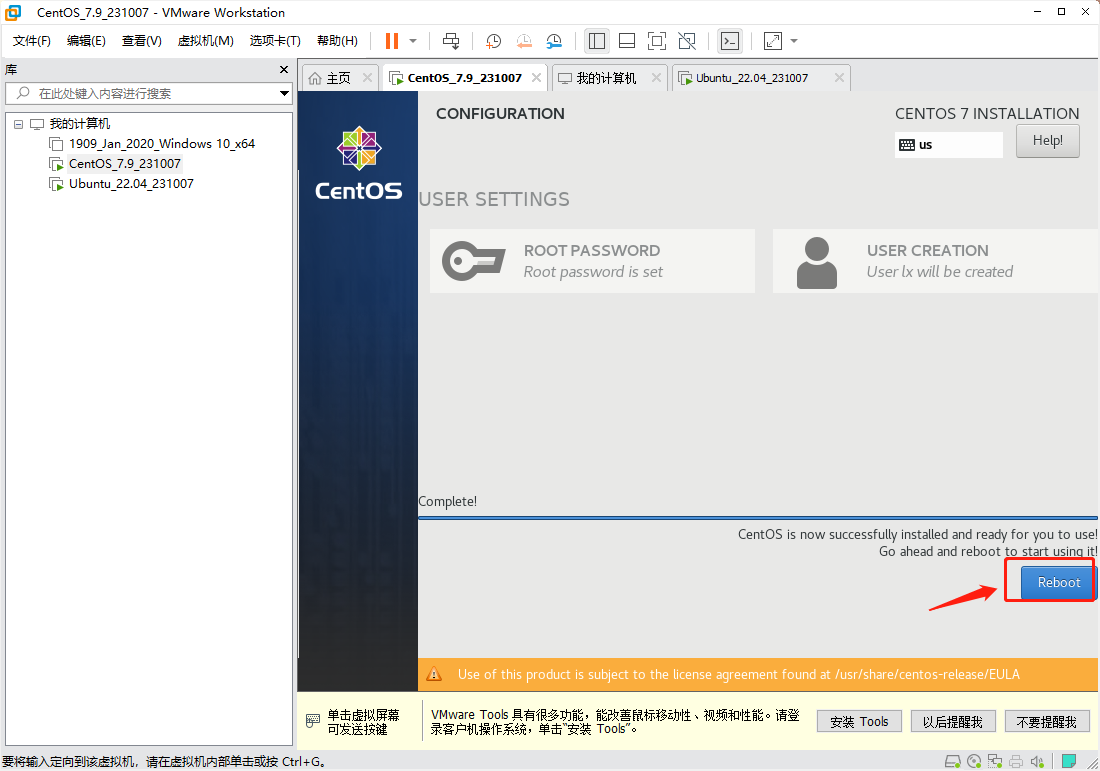 CentOS_7.9_231007 - VMware Workstation
文件(F) 编辑(E) 查看(V) 虚拟机(M) 选项卡(T) 帮助(H)
库
在此处键入内容进行搜索
我的计算机
1909_Jan_2020_Windows 10_x64
CentOS_7.9_231007
Ubuntu_22.04_231007
主页 CentOS_7.9_231007 我的计算机 Ubuntu_22.04_231007
CentOS
CONFIGURATION
CENTOS 7 INSTALLATION
us
Help!
USER SETTINGS
ROOT PASSWORD
Root password is set
USER CREATION
User lx will be created
Complete!
CentOS is now successfully installed and ready for you to use!
Go ahead and reboot to start using it!
Reboot
Use of this product is subject to the license agreement found at /usr/share/centos-release/EULA
单击虚拟屏幕
可发送按键
VMware Tools 具有很多功能，能改善鼠标移动性、视频和性能。请登
录客户机操作系统，单击“安装 Tools”。
安装 Tools 以后提醒我 不要提醒我
要将输入定向到该虚拟机，请在虚拟机内部单击或按 Ctrl+G。